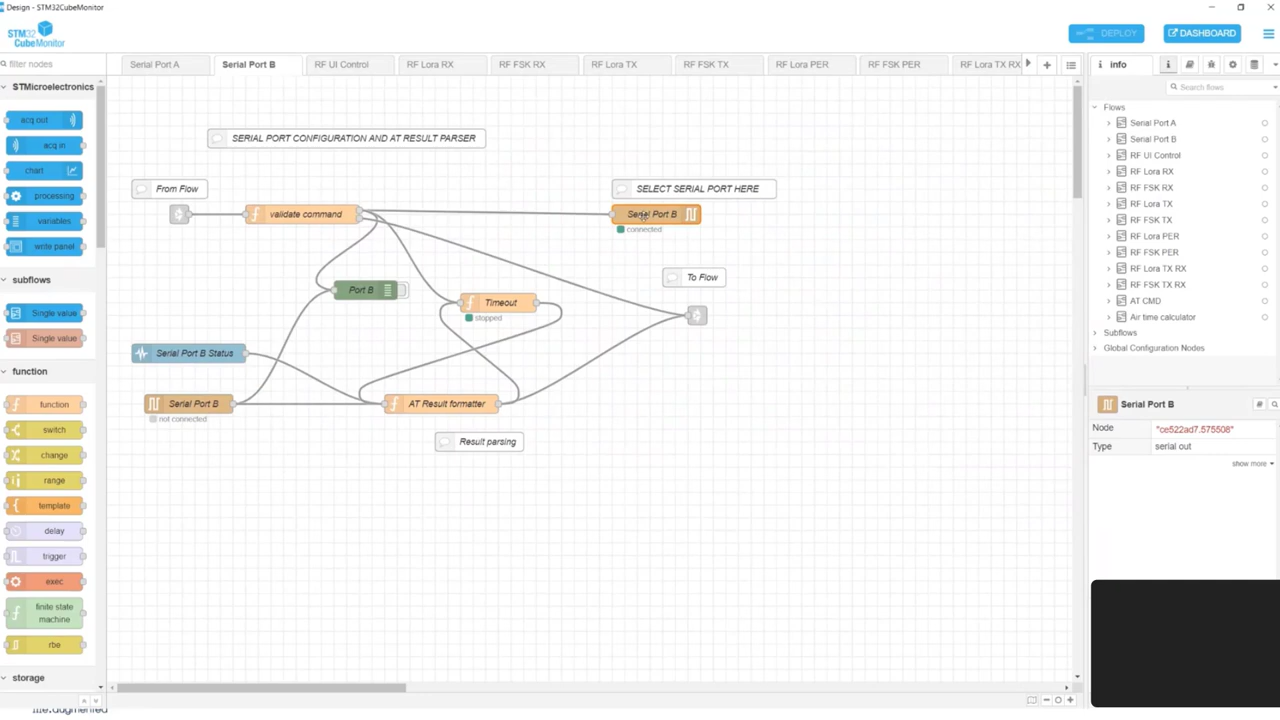 Design - STM32CubeMonitor
STM32
CubeMonitor
DEPLOY
DASHBOARD
filter nodes
Serial Port A
Serial Port B
RF UI Control
RF Lora RX
RF FSK RX
RF Lora TX
RF FSK TX
RF Lora PER
RF FSK PER
RF Lora TX RX
info
STMicroelectronics
acq out
acq in
chart
processing
variables
write panel
subflows
Single value
Single value
function
function
switch
change
range
template
delay
trigger
exec
finite state
machine
rbe
storage
life.augmented
SERIAL PORT CONFIGURATION AND AT RESULT PARSER
From Flow
SELECT SERIAL PORT HERE
validate command
Serial Port B
connected
To Flow
Port B
Timeout
stopped
Serial Port B Status
Serial Port B
not connected
AT Result formatter
Result parsing
Search flows
Flows
Serial Port A
Serial Port B
RF UI Control
RF Lora RX
RF FSK RX
RF Lora TX
RF FSK TX
RF Lora PER
RF FSK PER
RF Lora TX RX
RF FSK TX RX
AT CMD
Air time calculator
Subflows
Global Configuration Nodes
Serial Port B
Node "ce522ad7.575508"
Type serial out
show more